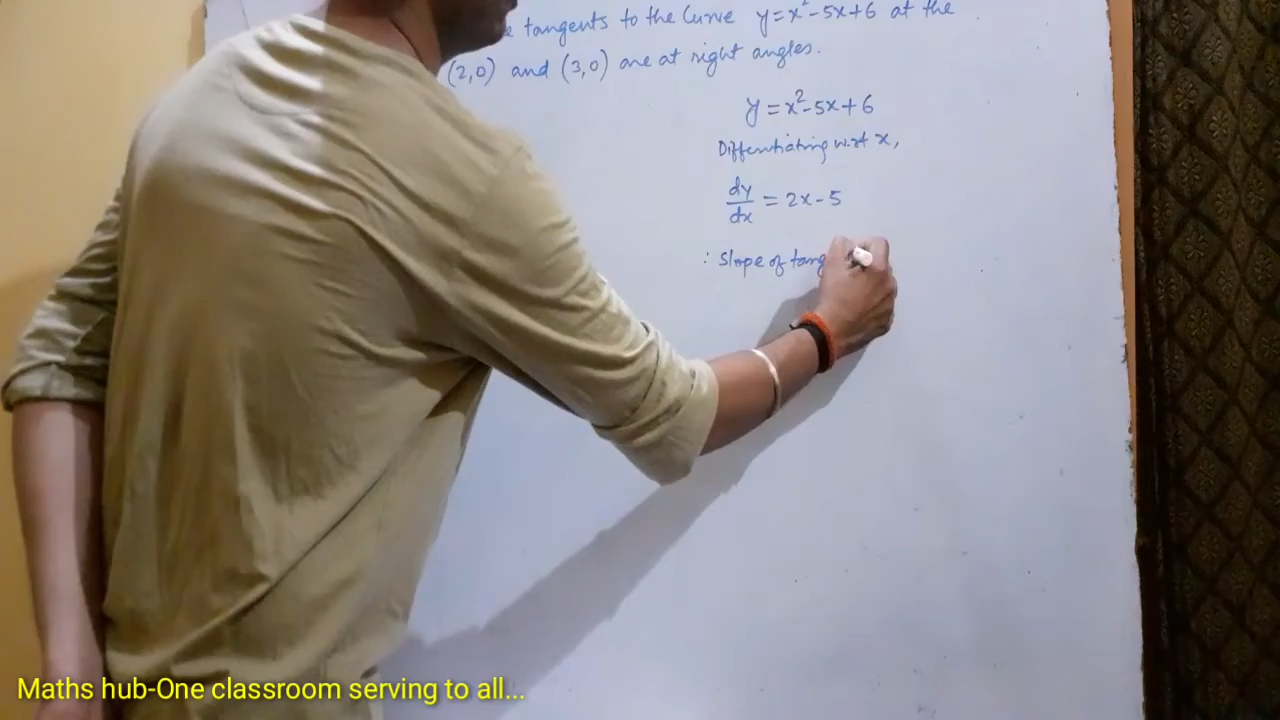 tangents to the Curve y = x² - 5x + 6 at the
(2,0) and (3,0) are at right angles.
y = x² - 5x + 6
Differentiating w.r.t x,
dy/dx = 2x - 5
∴ Slope of tang
Maths hub-One classroom serving to all...